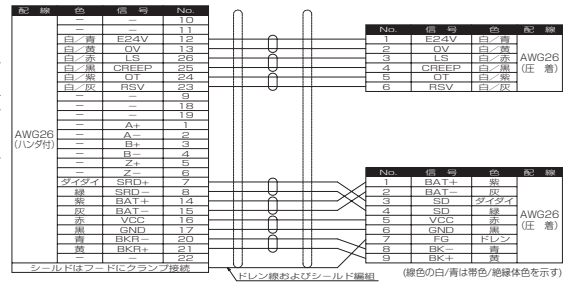 配　線 色 信　号 No.
－ － 10
－ － 11
白／青 E24V 12
白／黄 0V 13
白／赤 LS 26
白／黒 CREEP 25
白／紫 OT 24
白／灰 RSV 23
－ － 9
－ － 18
－ － 19
－ A+ 1
－ A− 2
－ B+ 3
－ B− 4
－ Z+ 5
－ Z− 6
ダイダイ SRD+ 7
緑 SRD− 8
紫 BAT+ 14
灰 BAT− 15
赤 VCC 16
黒 GND 17
青 BKR− 20
黄 BKR+ 21
－ － 22
AWG26
(ハンダ付)
シールドはフードにクランプ接続
No. 信　号 色 配　線
1 E24V 白／青
2 0V 白／黄
3 LS 白／赤
4 CREEP 白／黒
5 OT 白／紫
6 RSV 白／灰
AWG26
(圧　着)
No. 信　号 色 配　線
1 BAT+ 紫
2 BAT− 灰
3 SD ダイダイ
4 SD 緑
5 VCC 赤
6 GND 黒
7 FG ドレン
8 BK− 青
9 BK+ 黄
AWG26
(圧　着)
ドレン線およびシールド編組
(線色の白/青は帯色/絶縁体色を示す)